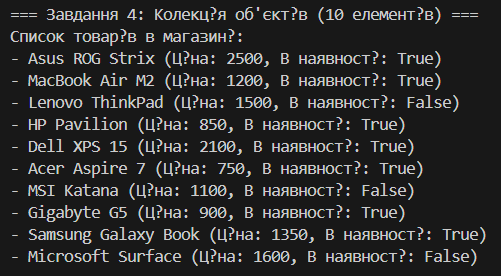 === Завдання 4: Колекц?я об'єкт?в (10 елемент?в) ===
Список товар?в в магазин?:
- Asus ROG Strix (Ц?на: 2500, В наявност?: True)
- MacBook Air M2 (Ц?на: 1200, В наявност?: True)
- Lenovo ThinkPad (Ц?на: 1500, В наявност?: False)
- HP Pavilion (Ц?на: 850, В наявност?: True)
- Dell XPS 15 (Ц?на: 2100, В наявност?: True)
- Acer Aspire 7 (Ц?на: 750, В наявност?: True)
- MSI Katana (Ц?на: 1100, В наявност?: False)
- Gigabyte G5 (Ц?на: 900, В наявност?: True)
- Samsung Galaxy Book (Ц?на: 1350, В наявност?: True)
- Microsoft Surface (Ц?на: 1600, В наявност?: False)